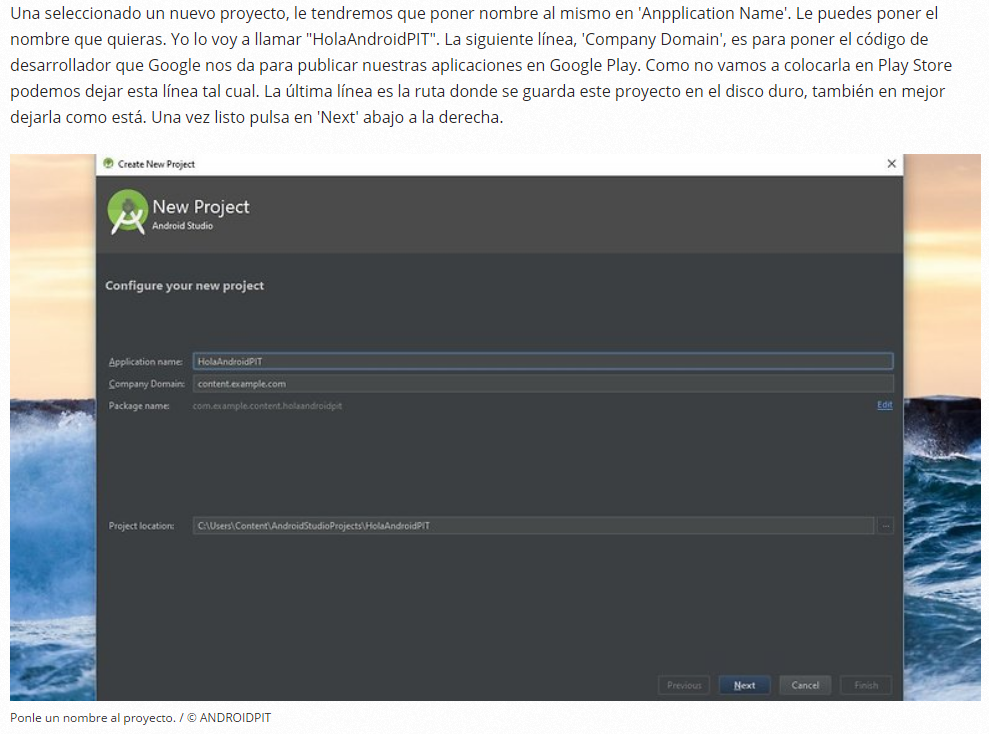 Una seleccionado un nuevo proyecto, le tendremos que poner nombre al mismo en 'Anpplication Name'. Le puedes poner el
nombre que quieras. Yo lo voy a llamar "HolaAndroidPIT". La siguiente línea, 'Company Domain', es para poner el código de
desarrollador que Google nos da para publicar nuestras aplicaciones en Google Play. Como no vamos a colocarla en Play Store
podemos dejar esta línea tal cual. La última línea es la ruta donde se guarda este proyecto en el disco duro, también en mejor
dejarla como está. Una vez listo pulsa en 'Next' abajo a la derecha.
Create New Project
New Project
Android Studio
Configure your new project
Application name: HolaAndroidPIT
Company Domain: content.example.com
Package name: com.example.content.holaandroidpit Edit
Project location: C:\Users\Content\AndroidStudioProjects\HolaAndroidPIT ...
Previous Next Cancel Finish
Ponle un nombre al proyecto. / © ANDROIDPIT